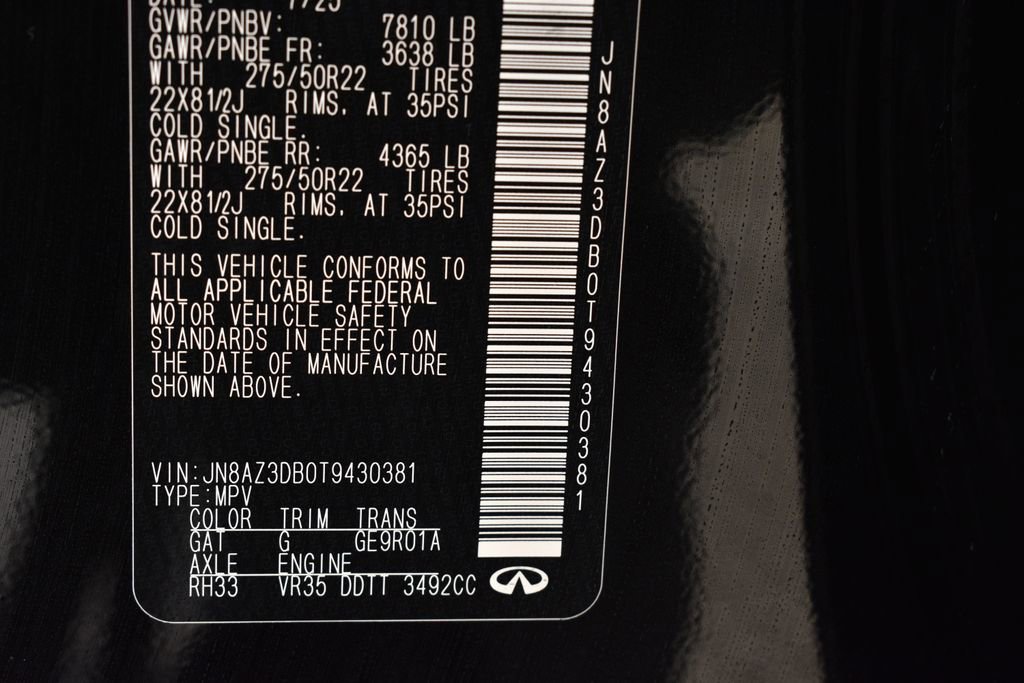 DATE: 1/25
GVWR/PNBV: 7810 LB
GAWR/PNBE FR: 3638 LB
WITH 275/50R22 TIRES
22X81/2J RIMS. AT 35PSI
COLD SINGLE.
GAWR/PNBE RR: 4365 LB
WITH 275/50R22 TIRES
22X81/2J RIMS. AT 35PSI
COLD SINGLE.
THIS VEHICLE CONFORMS TO
ALL APPLICABLE FEDERAL
MOTOR VEHICLE SAFETY
STANDARDS IN EFFECT ON
THE DATE OF MANUFACTURE
SHOWN ABOVE.
VIN:JN8AZ3DB0T9430381
TYPE:MPV
COLOR TRIM TRANS
GAT G GE9R01A
AXLE ENGINE
RH33 VR35 DDTT 3492CC
JN8AZ3DB0T9430381